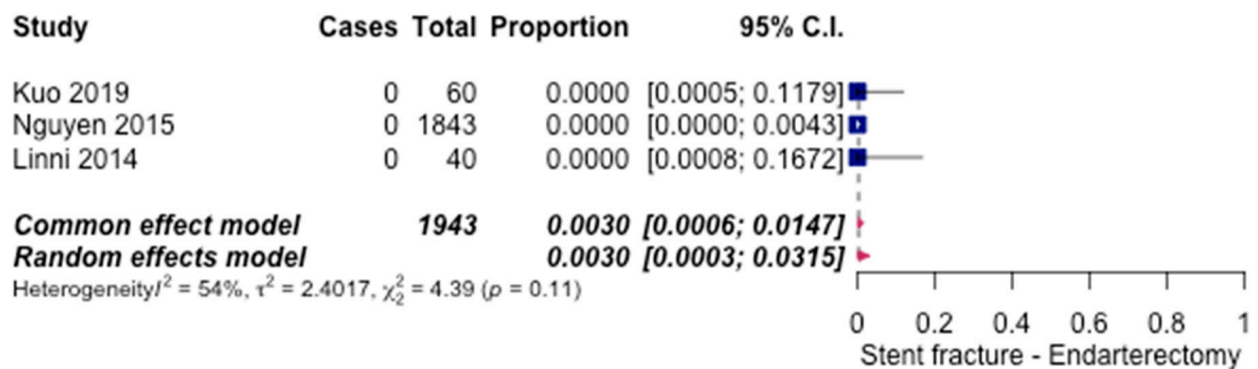 Study Cases Total Proportion 95% C.I.
Kuo 2019 0 60 0.0000 [0.0005; 0.1179]
Nguyen 2015 0 1843 0.0000 [0.0000; 0.0043]
Linni 2014 0 40 0.0000 [0.0008; 0.1672]
Common effect model 1943 0.0030 [0.0006; 0.0147]
Random effects model 0.0030 [0.0003; 0.0315]
HeterogeneityI² = 54%, τ² = 2.4017, χ²₂ = 4.39 (p = 0.11)
0 0.2 0.4 0.6 0.8 1
Stent fracture - Endarterectomy